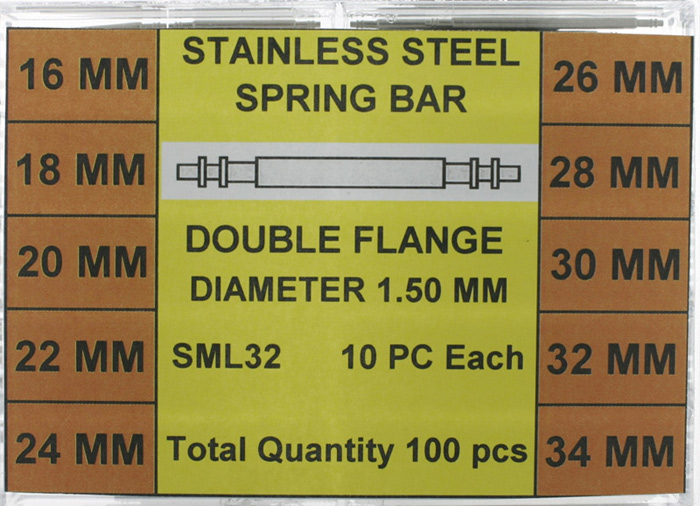 16 MM
18 MM
20 MM
22 MM
24 MM
STAINLESS STEEL
SPRING BAR
DOUBLE FLANGE
DIAMETER 1.50 MM
SML32 10 PC Each
Total Quantity 100 pcs
26 MM
28 MM
30 MM
32 MM
34 MM